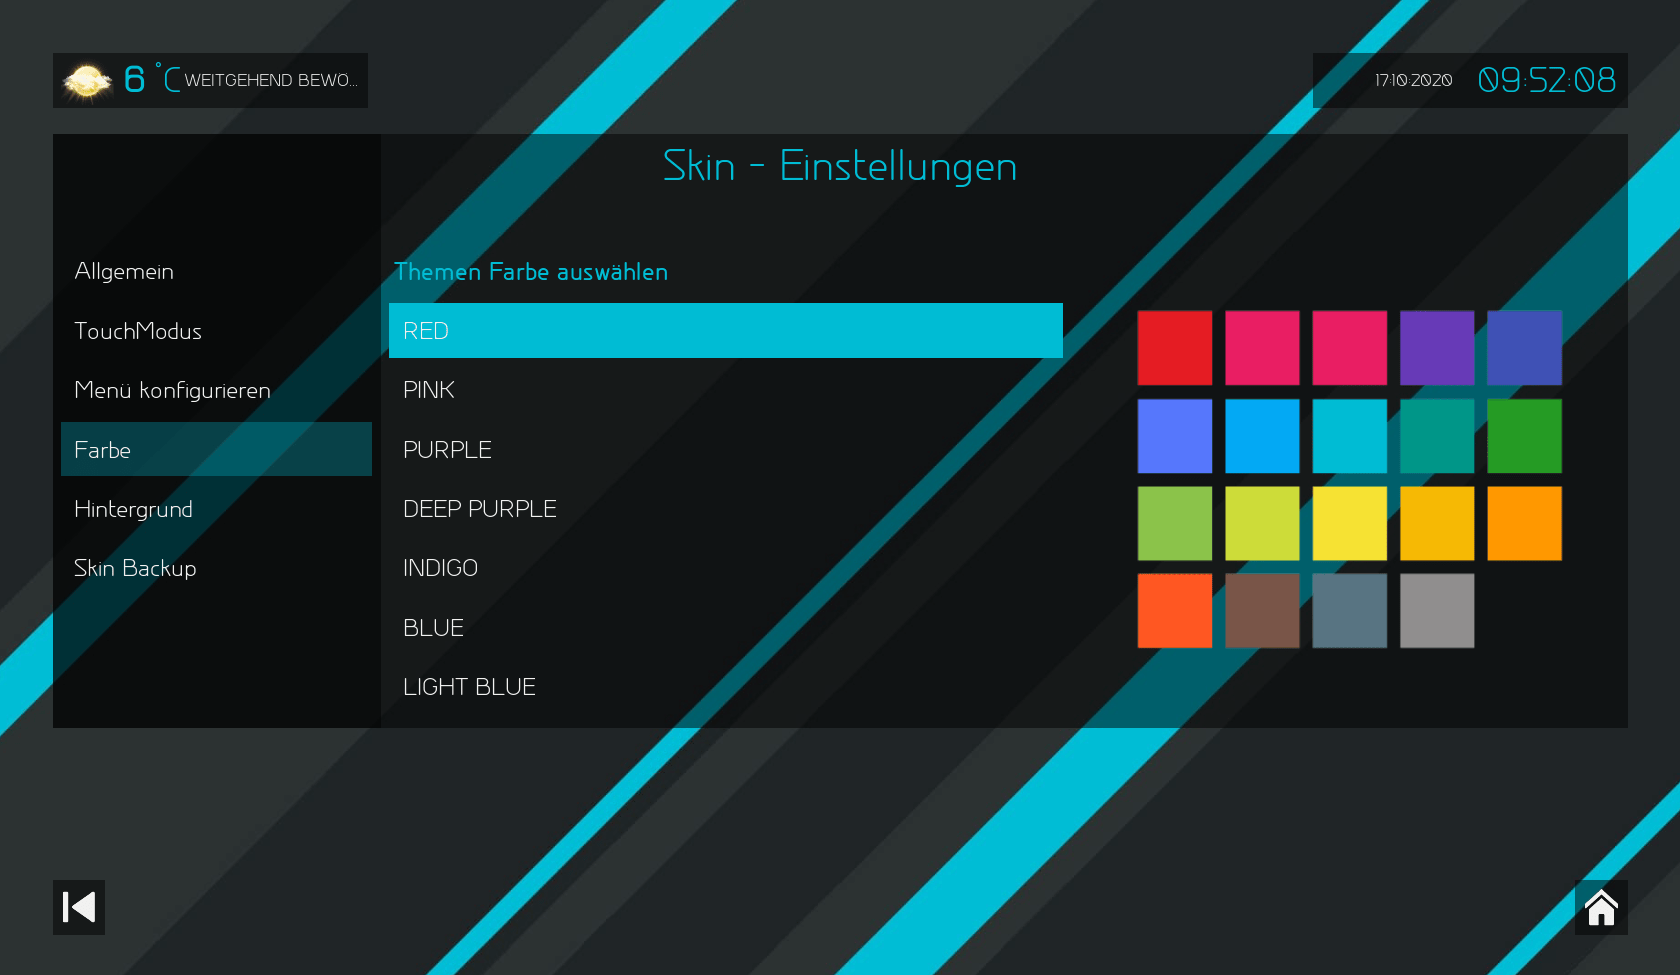 6 °C WEITGEHEND BEWO...
17.10.2020 09:52:08
Skin - Einstellungen
Allgemein
TouchModus
Menü konfigurieren
Farbe
Hintergrund
Skin Backup
Themen Farbe auswählen
RED
PINK
PURPLE
DEEP PURPLE
INDIGO
BLUE
LIGHT BLUE